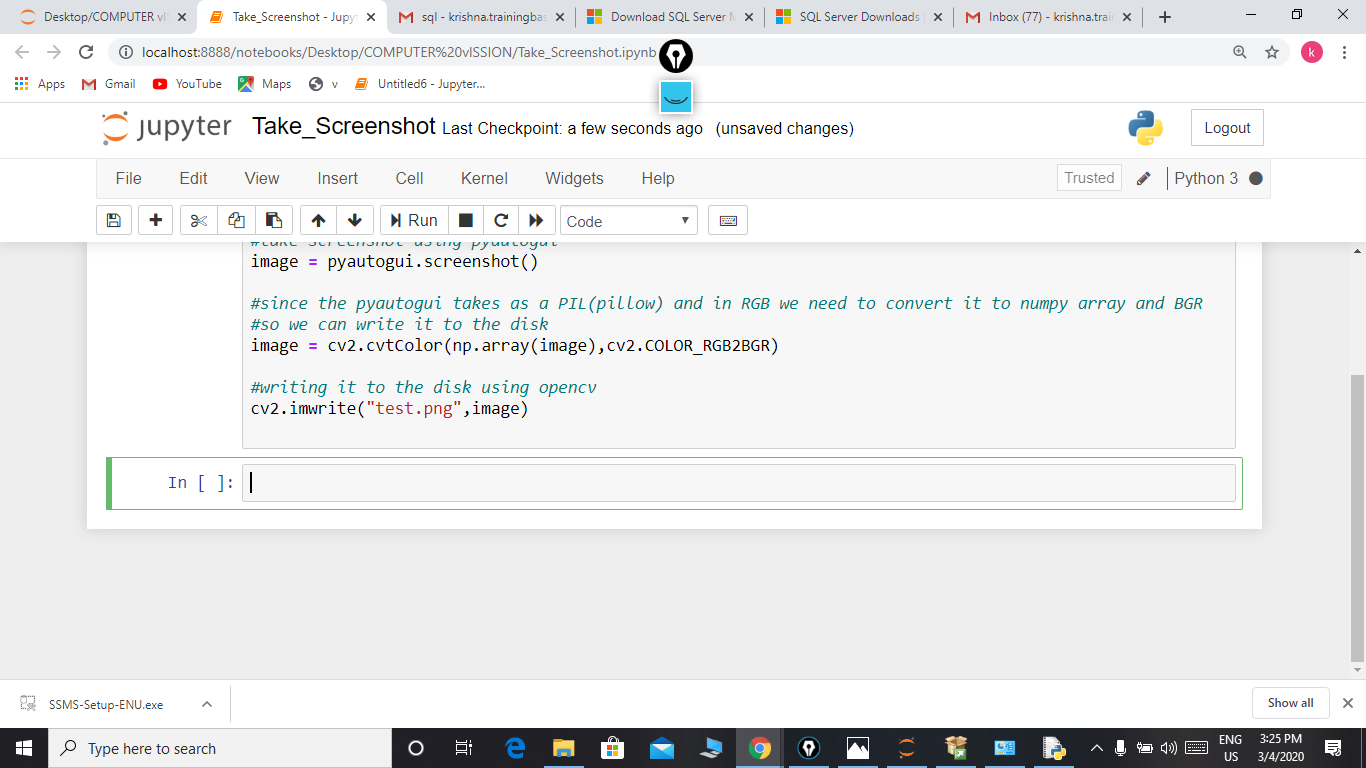 Desktop/COMPUTER vIS
Take_Screenshot - Jupyt
sql - krishna.trainingbas
Download SQL Server M
SQL Server Downloads
Inbox (77) - krishna.train
localhost:8888/notebooks/Desktop/COMPUTER%20vISSION/Take_Screenshot.ipynb
k
Apps
Gmail
YouTube
Maps
v
Untitled6 - Jupyter...
jupyter
Take_Screenshot
Last Checkpoint: a few seconds ago (unsaved changes)
Logout
File
Edit
View
Insert
Cell
Kernel
Widgets
Help
Trusted
Python 3
Run
Code
#take screenshot using pyautogui
image = pyautogui.screenshot()
#since the pyautogui takes as a PIL(pillow) and in RGB we need to convert it to numpy array and BGR
#so we can write it to the disk
image = cv2.cvtColor(np.array(image),cv2.COLOR_RGB2BGR)
#writing it to the disk using opencv
cv2.imwrite("test.png",image)
In [ ]:
SSMS-Setup-ENU.exe
Show all
Type here to search
ENG
US
3:25 PM
3/4/2020